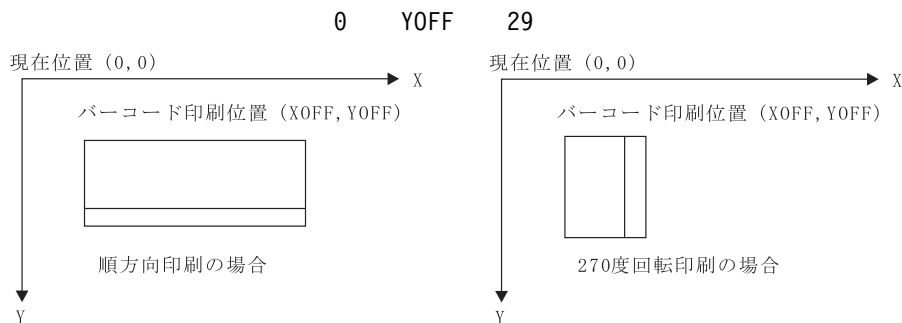 0 YOFF 29
現在位置 (0,0)
X
バーコード印刷位置 (XOFF,YOFF)
順方向印刷の場合
Y
現在位置 (0,0)
X
バーコード印刷位置 (XOFF,YOFF)
270度回転印刷の場合
Y